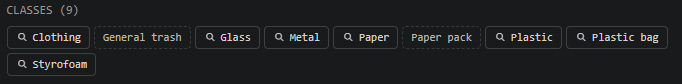 CLASSES (9)
Clothing General trash Glass Metal Paper Paper pack Plastic Plastic bag
Styrofoam